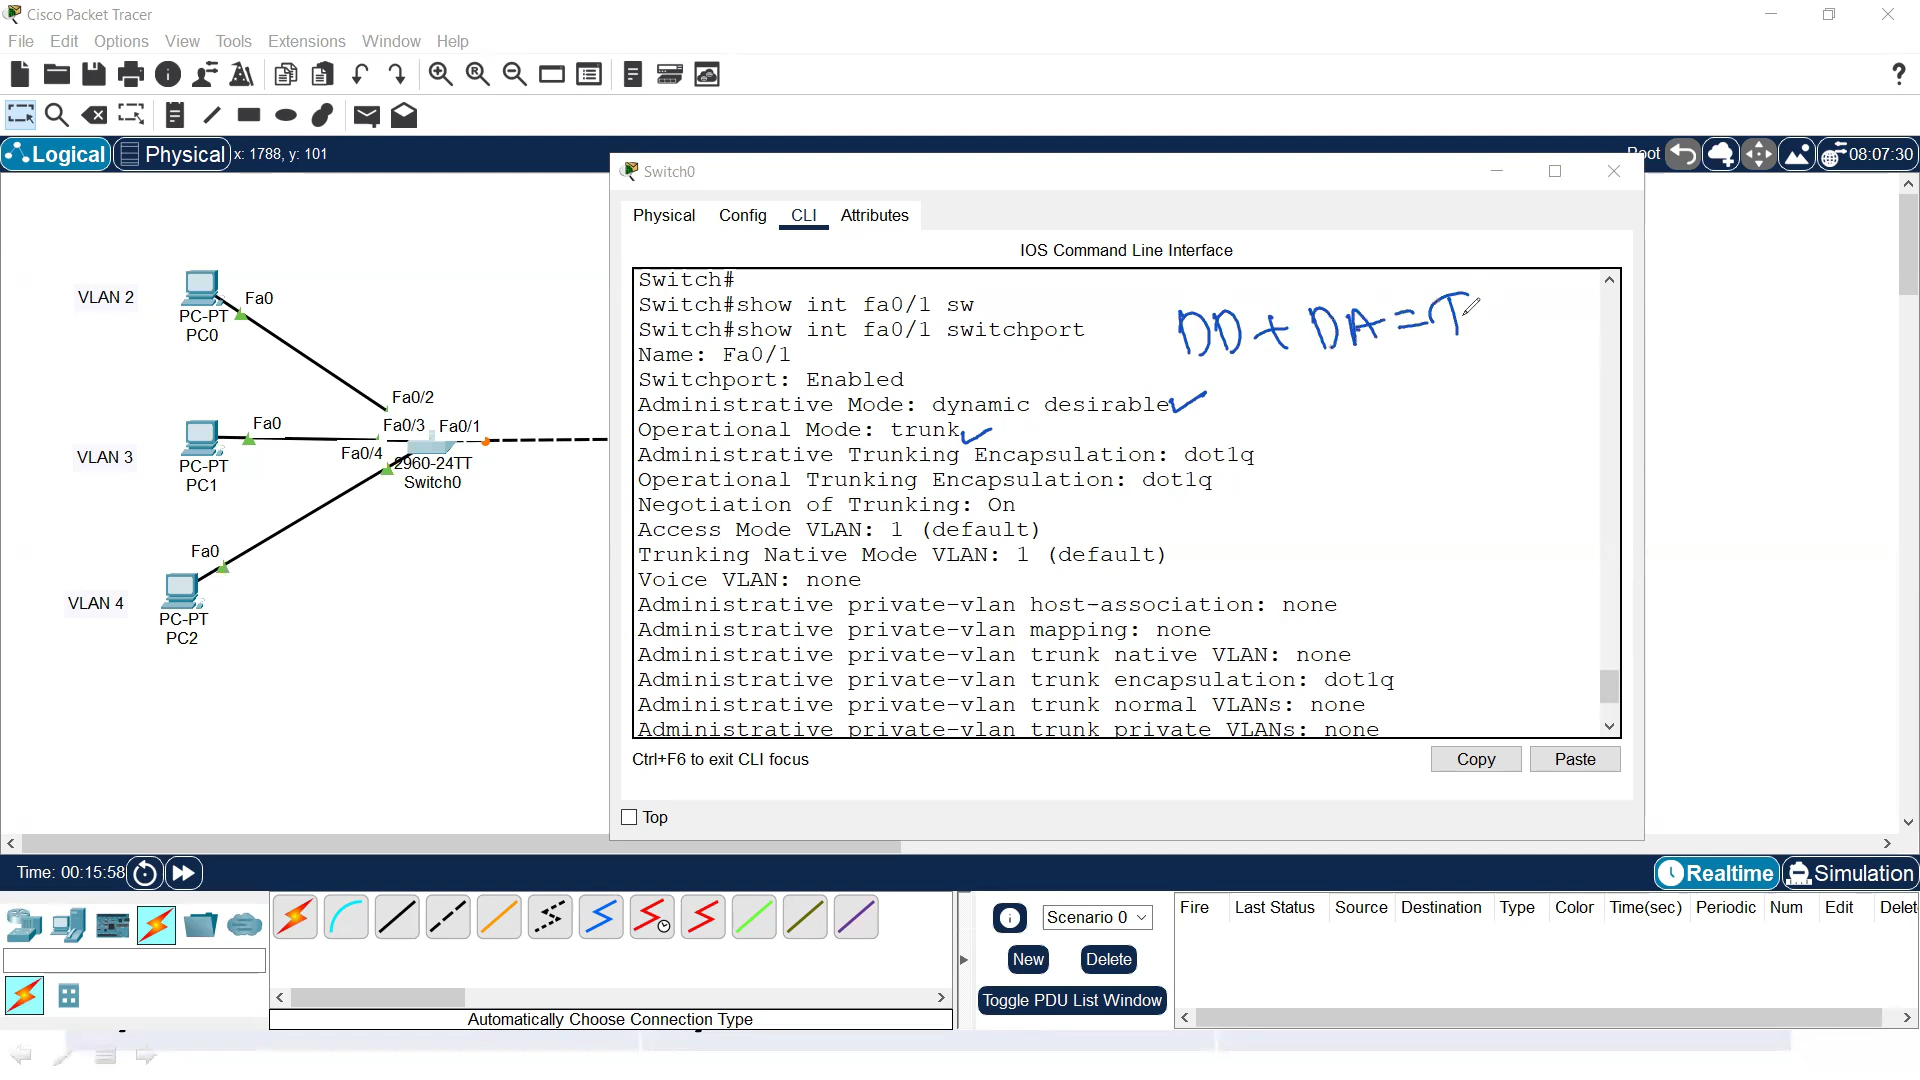 Cisco Packet Tracer
File Edit Options View Tools Extensions Window Help
?
Logical Physical x: 1788, y: 101 Root 08:07:30
Switch0
Physical Config CLI Attributes
IOS Command Line Interface
Switch#
Switch#show int fa0/1 sw
Switch#show int fa0/1 switchport
Name: Fa0/1
Switchport: Enabled
Administrative Mode: dynamic desirable
Operational Mode: trunk
Administrative Trunking Encapsulation: dot1q
Operational Trunking Encapsulation: dot1q
Negotiation of Trunking: On
Access Mode VLAN: 1 (default)
Trunking Native Mode VLAN: 1 (default)
Voice VLAN: none
Administrative private-vlan host-association: none
Administrative private-vlan mapping: none
Administrative private-vlan trunk native VLAN: none
Administrative private-vlan trunk encapsulation: dot1q
Administrative private-vlan trunk normal VLANs: none
Administrative private-vlan trunk private VLANs: none
DD + DA = T
Ctrl+F6 to exit CLI focus
Copy Paste
Top
VLAN 2
Fa0
PC-PT
PC0
Fa0/2
Fa0
Fa0/3 Fa0/1
VLAN 3
Fa0/4
PC-PT
PC1
2960-24TT
Switch0
Fa0
VLAN 4
PC-PT
PC2
Time: 00:15:58
Realtime Simulation
Scenario 0
New Delete
Toggle PDU List Window
Fire Last Status Source Destination Type Color Time(sec) Periodic Num Edit Delet
Automatically Choose Connection Type